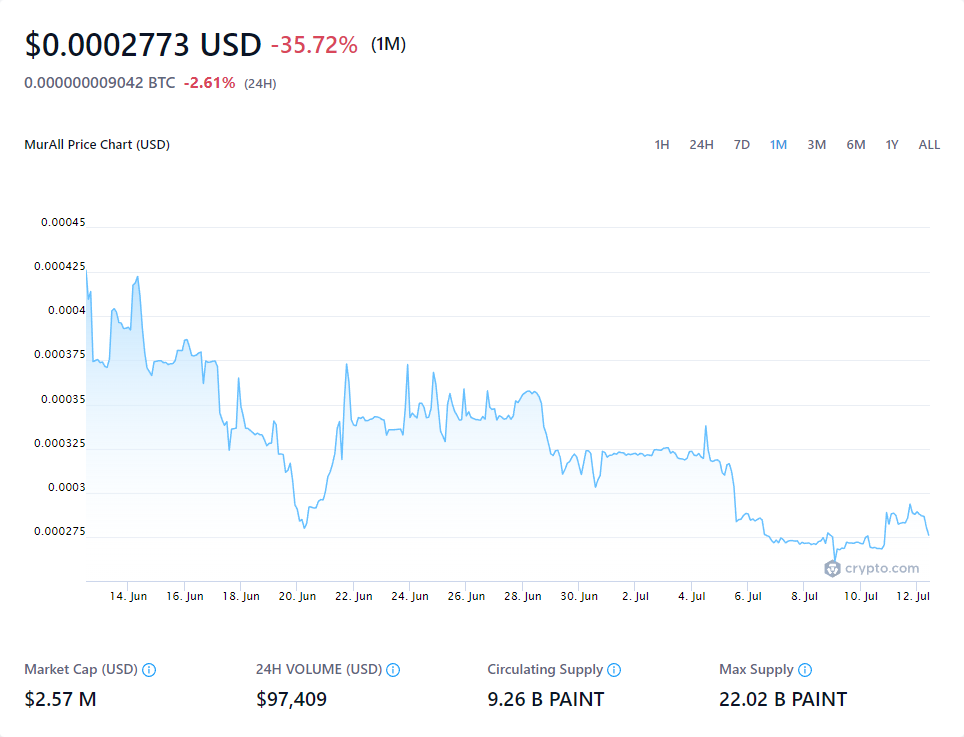 $0.0002773 USD -35.72% (1M)
0.000000009042 BTC -2.61% (24H)
MurAll Price Chart (USD) 1H 24H 7D 1M 3M 6M 1Y ALL
0.00045
0.000425
0.0004
0.000375
0.00035
0.000325
0.0003
0.000275
crypto.com
14. Jun 16. Jun 18. Jun 20. Jun 22. Jun 24. Jun 26. Jun 28. Jun 30. Jun 2. Jul 4. Jul 6. Jul 8. Jul 10. Jul 12. Jul
Market Cap (USD) 24H VOLUME (USD) Circulating Supply Max Supply
$2.57 M $97,409 9.26 B PAINT 22.02 B PAINT